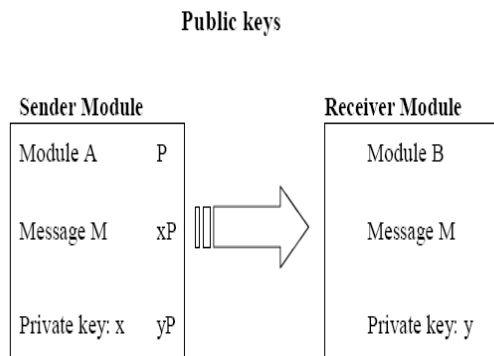 Public keys
Sender Module Receiver Module
Module A P Module B
Message M xP Message M
Private key: x yP Private key: y